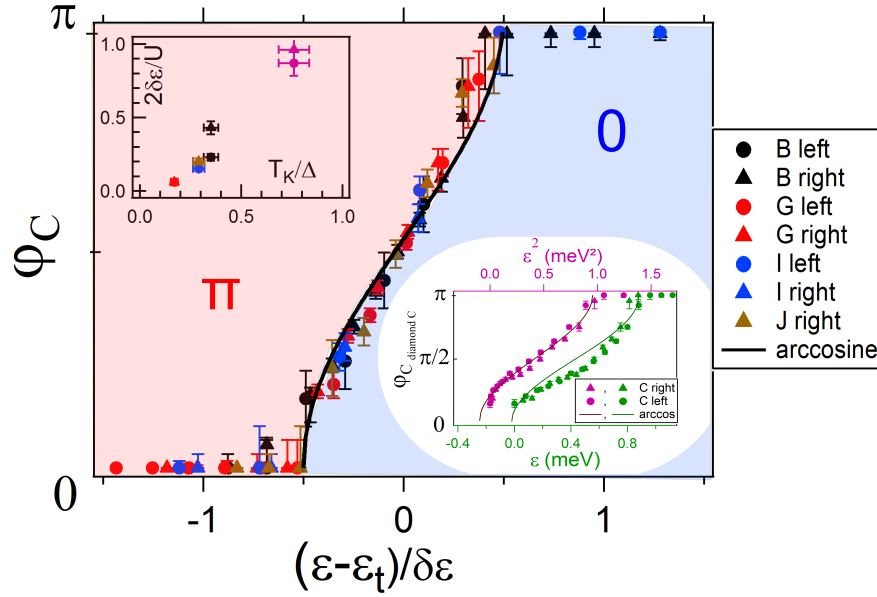 π
φC
0
-1
0
1
(ε-εt)/δε
π
0
1.0
0.5
0.0
2δε/U
TK/Δ
0.0
0.5
1.0
B left
B right
G left
G right
I left
I right
J right
arccosine
ε² (meV²)
0.0
0.5
1.0
1.5
π
π/2
0
φC diamond C
, C right
, C left
, arccos
-0.4
0.0
0.4
0.8
ε (meV)